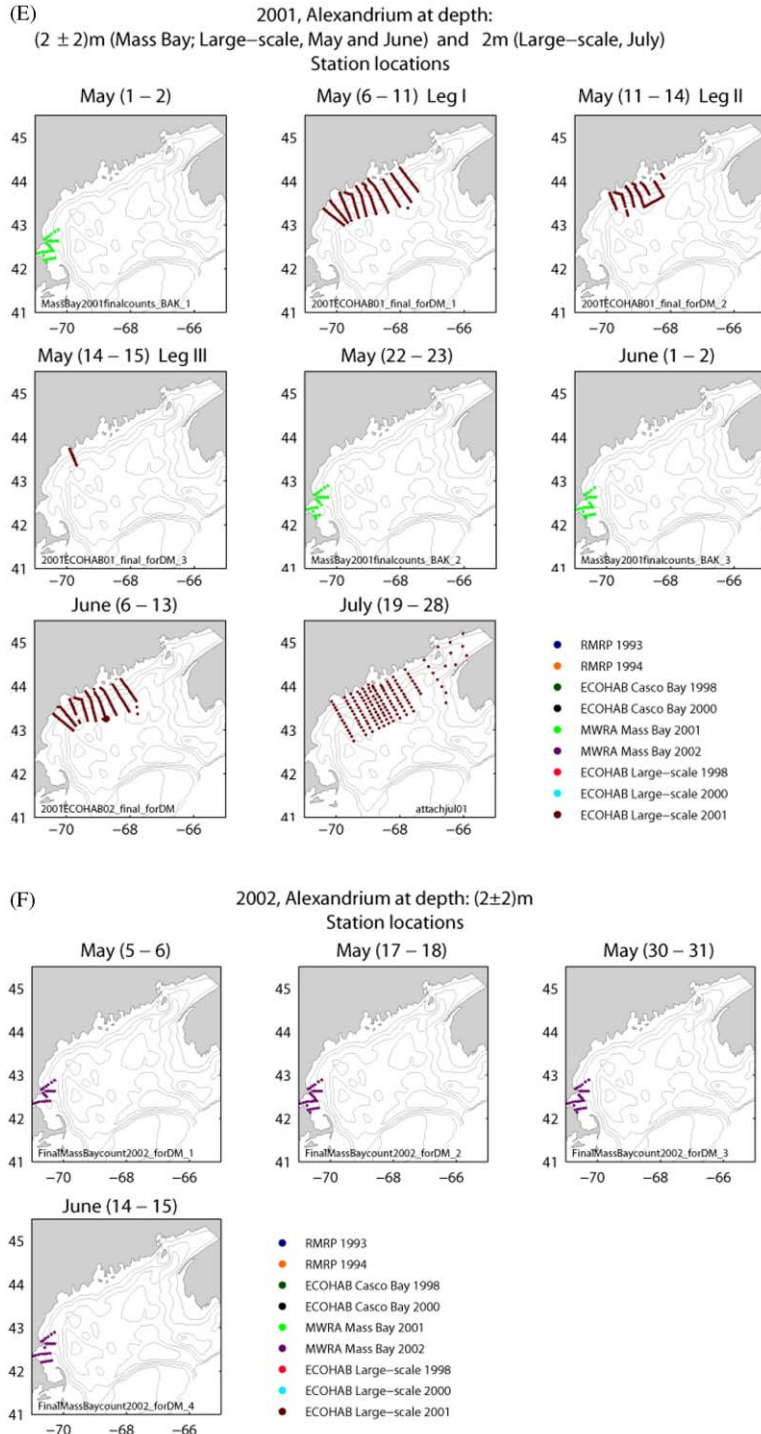 (E)
2001, Alexandrium at depth:
(2 ±2)m (Mass Bay; Large−scale, May and June) and 2m (Large−scale, July)
Station locations
May (1 − 2)
May (6 − 11) Leg I
May (11 − 14) Leg II
45
44
43
42
41
MassBay2001finalcounts_BAK_1
−70 −68 −66
45
44
43
42
41
2001ECOHAB01_final_forDM_1
−70 −68 −66
45
44
43
42
41
2001ECOHAB01_final_forDM_2
−70 −68 −66
May (14 − 15) Leg III
May (22 − 23)
June (1 − 2)
45
44
43
42
41
2001ECOHAB01_final_forDM_3
−70 −68 −66
45
44
43
42
41
MassBay2001finalcounts_BAK_2
−70 −68 −66
45
44
43
42
41
MassBay2001finalcounts_BAK_3
−70 −68 −66
June (6 − 13)
July (19 − 28)
45
44
43
42
41
2001ECOHAB02_final_forDM
−70 −68 −66
45
44
43
42
41
attachjul01
−70 −68 −66
RMRP 1993
RMRP 1994
ECOHAB Casco Bay 1998
ECOHAB Casco Bay 2000
MWRA Mass Bay 2001
MWRA Mass Bay 2002
ECOHAB Large−scale 1998
ECOHAB Large−scale 2000
ECOHAB Large−scale 2001
(F)
2002, Alexandrium at depth: (2±2)m
Station locations
May (5 − 6)
May (17 − 18)
May (30 − 31)
45
44
43
42
41
FinalMassBaycount2002_forDM_1
−70 −68 −66
45
44
43
42
41
FinalMassBaycount2002_forDM_2
−70 −68 −66
45
44
43
42
41
FinalMassBaycount2002_forDM_3
−70 −68 −66
June (14 − 15)
45
44
43
42
41
FinalMassBaycount2002_forDM_4
−70 −68 −66
RMRP 1993
RMRP 1994
ECOHAB Casco Bay 1998
ECOHAB Casco Bay 2000
MWRA Mass Bay 2001
MWRA Mass Bay 2002
ECOHAB Large−scale 1998
ECOHAB Large−scale 2000
ECOHAB Large−scale 2001